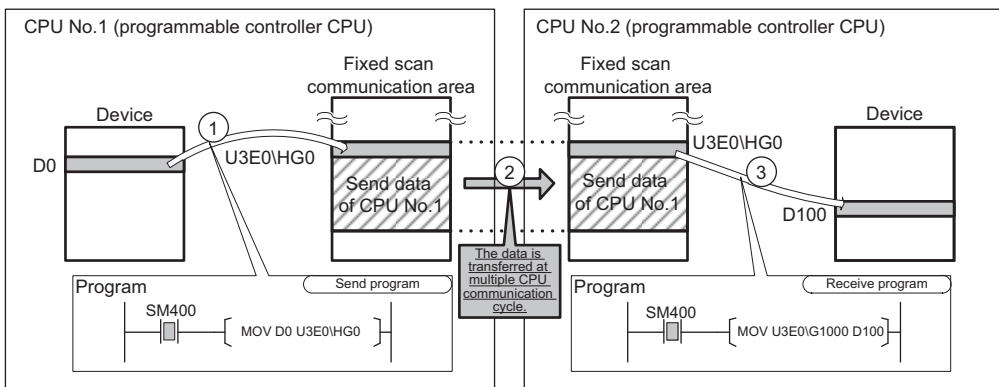 CPU No.1 (programmable controller CPU)
Fixed scan
communication area
Device
1
U3E0\HG0
D0
Send data
of CPU No.1
Program
Send program
SM400
MOV D0 U3E0\HG0
2
The data is
transferred at
multiple CPU
communication
cycle.
CPU No.2 (programmable controller CPU)
Fixed scan
communication area
Device
U3E0\HG0
3
Send data
of CPU No.1
D100
Program
Receive program
SM400
MOV U3E0\G1000 D100